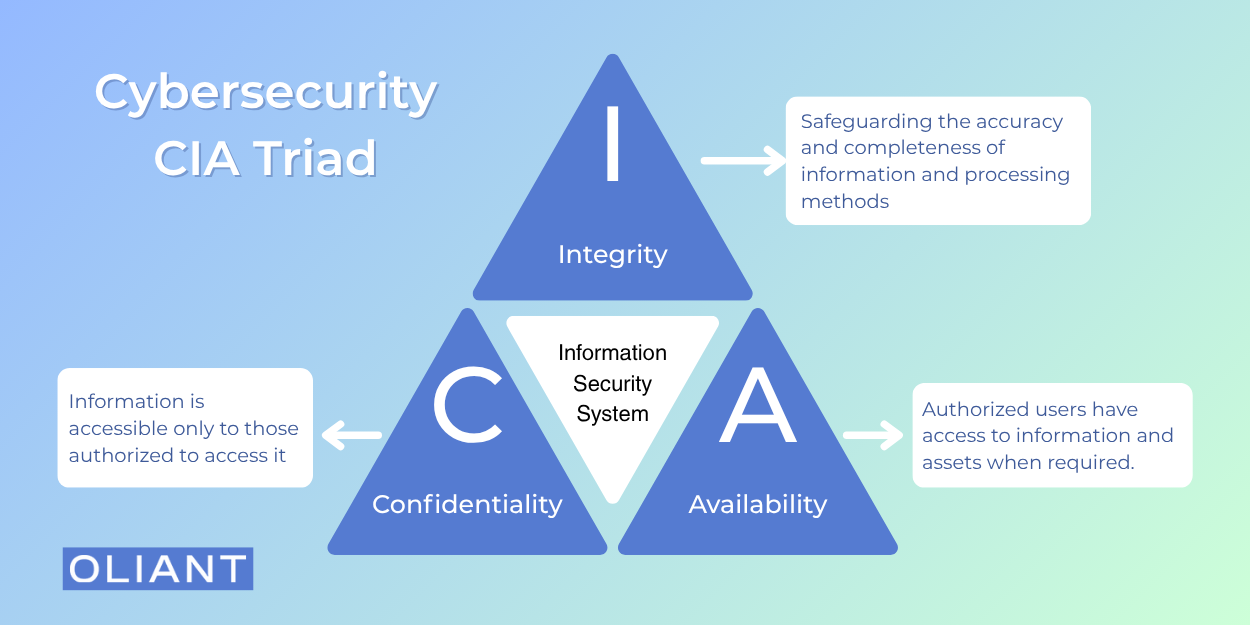 Cybersecurity
CIA Triad
I
Integrity
Safeguarding the accuracy
and completeness of
information and processing
methods
Information
Security
System
C
Confidentiality
Information is
accessible only to those
authorized to access it
A
Availability
Authorized users have
access to information and
assets when required.
OLIANT